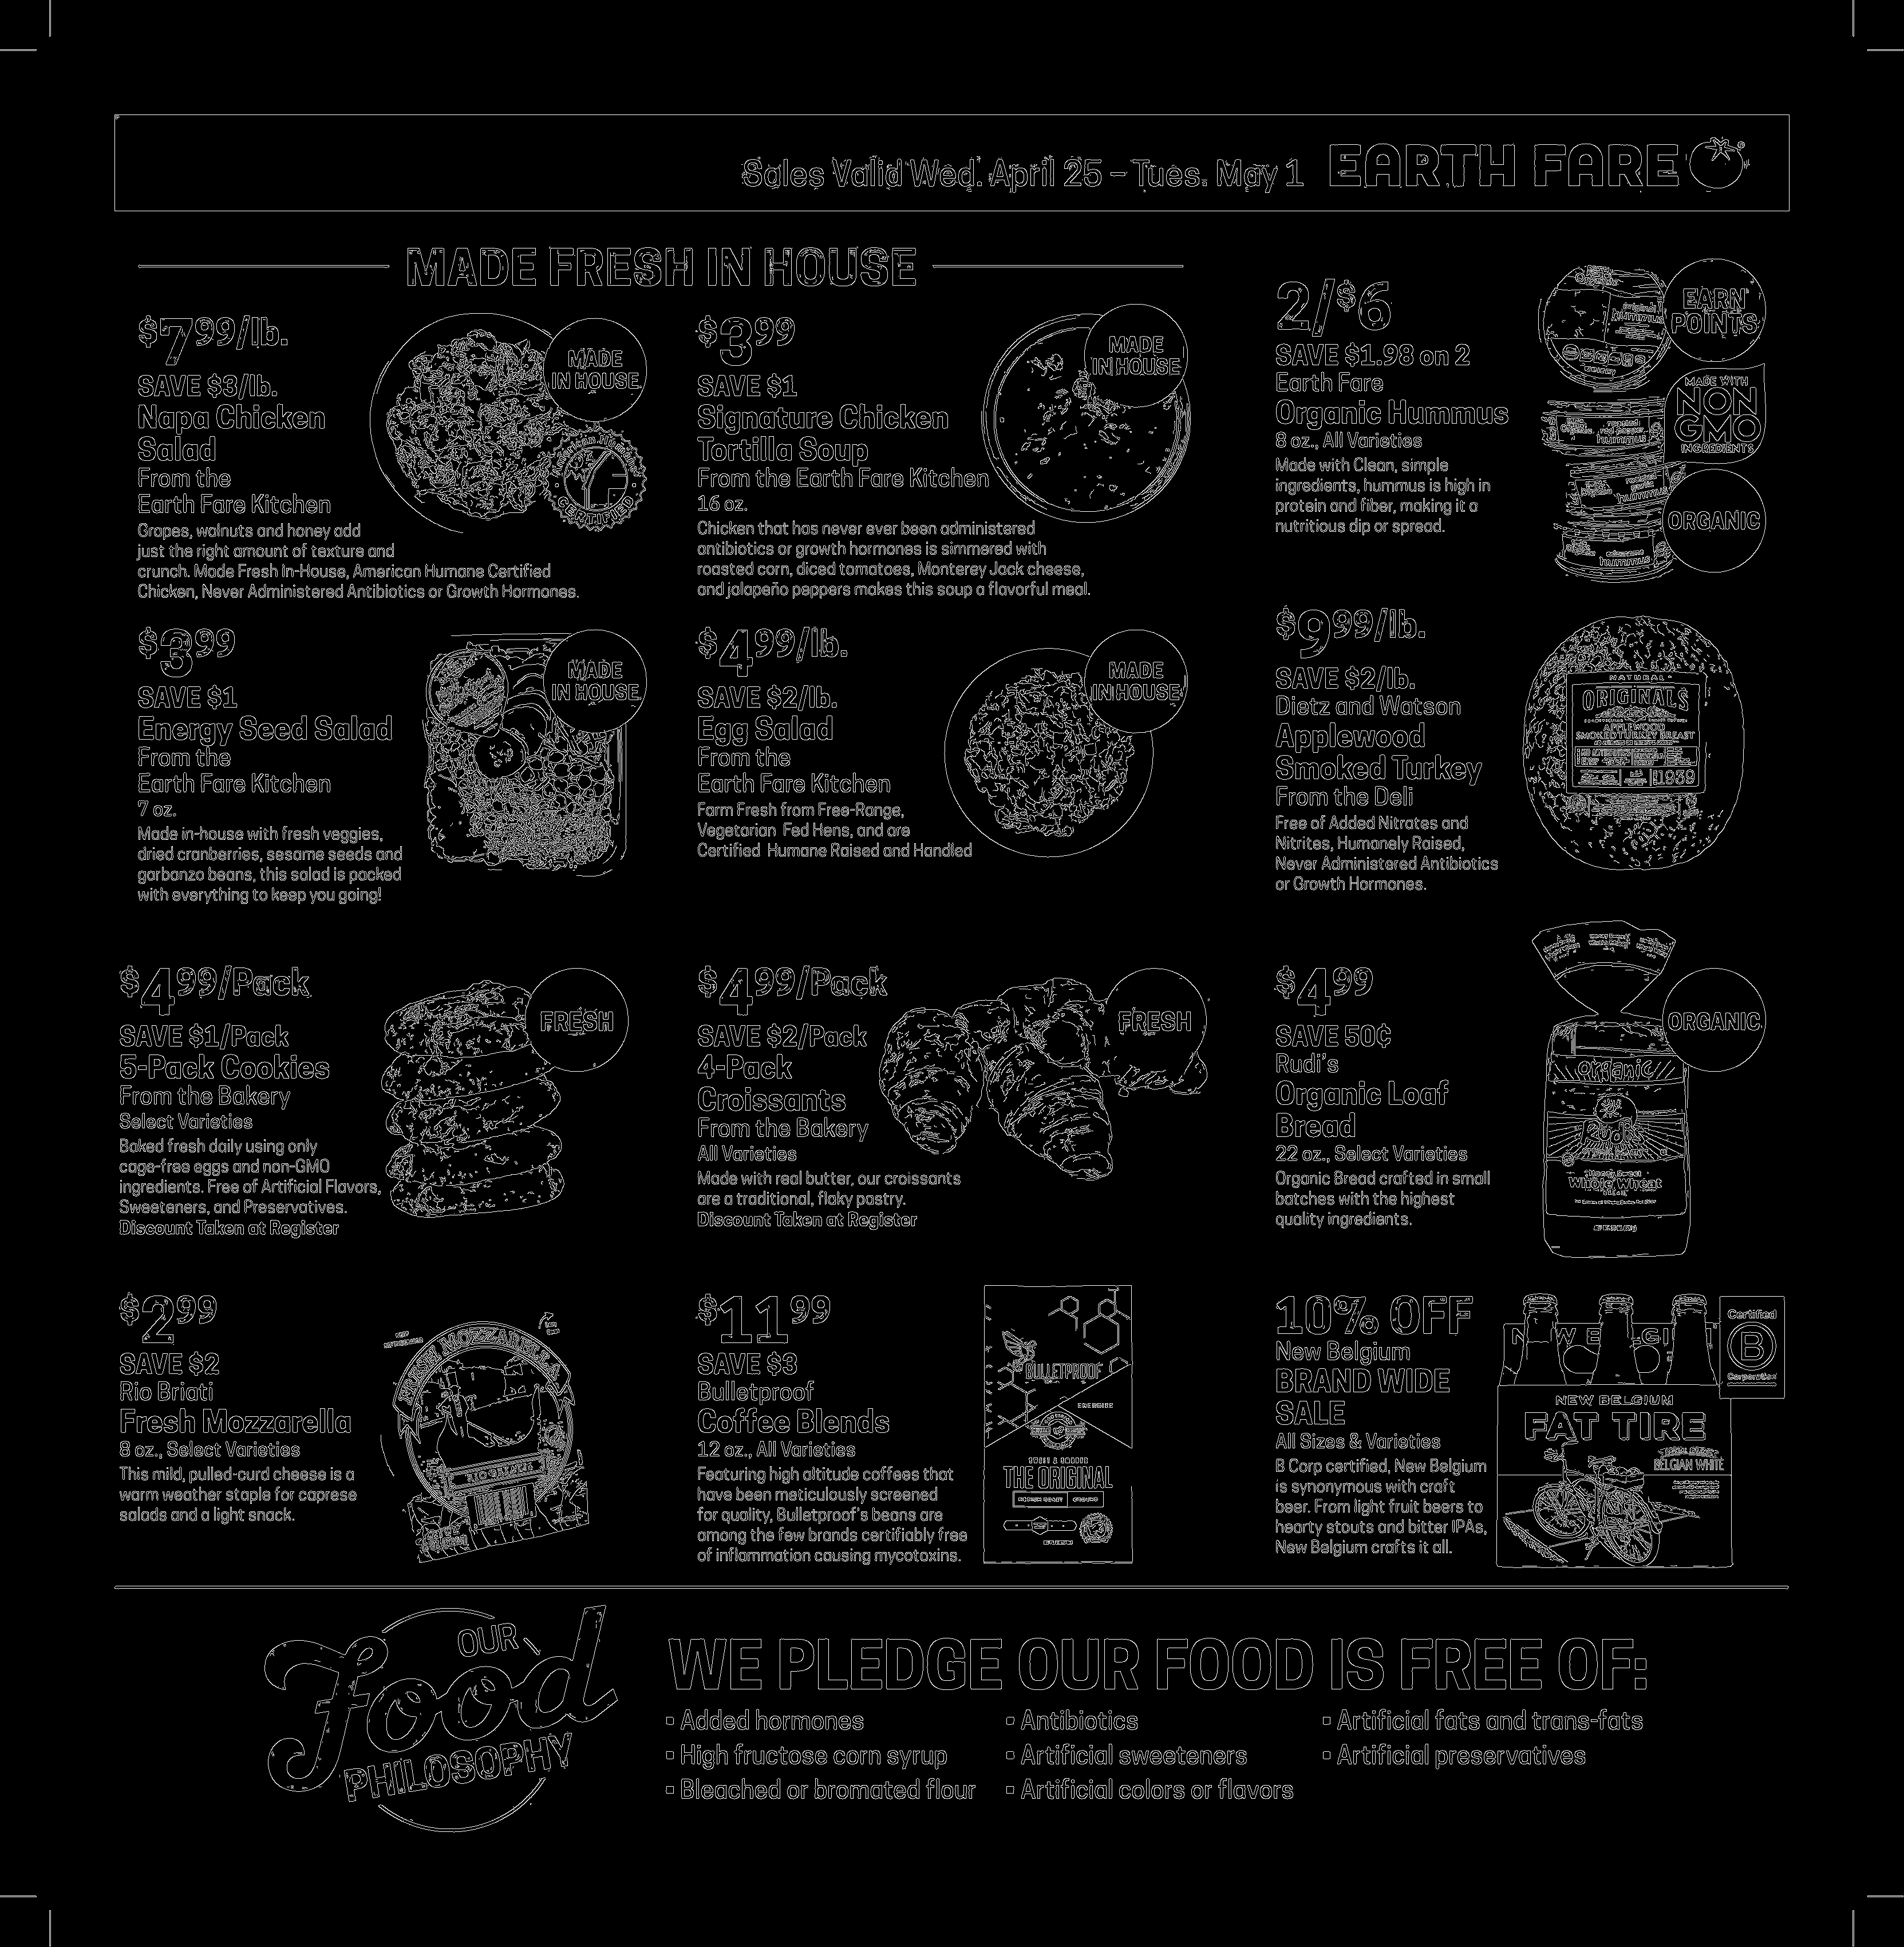 Sales Valid Wed. April 25 – Tues. May 1 EARTH FARE
MADE FRESH IN HOUSE
$7 99/lb.
SAVE $3/lb.
Napa Chicken
Salad
From the
Earth Fare Kitchen
Grapes, walnuts and honey add
just the right amount of texture and
crunch. Made Fresh In-House, American Humane Certified
Chicken, Never Administered Antibiotics or Growth Hormones.
MADE
IN HOUSE
CERTIFIED
$3 99
SAVE $1
Signature Chicken
Tortilla Soup
From the Earth Fare Kitchen
16 oz.
Chicken that has never ever been administered
antibiotics or growth hormones is simmered with
roasted corn, diced tomatoes, Monterey Jack cheese,
and jalapeño peppers makes this soup a flavorful meal.
MADE
IN HOUSE
2/$6
SAVE $1.98 on 2
Earth Fare
Organic Hummus
8 oz., All Varieties
Made with Clean, simple
ingredients, hummus is high in
protein and fiber, making it a
nutritious dip or spread.
EARN
POINTS
MADE WITH
NON
GMO
INGREDIENTS
ORGANIC
hummus
hummus
hummus
hummus
$3 99
SAVE $1
Energy Seed Salad
From the
Earth Fare Kitchen
7 oz.
Made in-house with fresh veggies,
dried cranberries, sesame seeds and
garbanzo beans, this salad is packed
with everything to keep you going!
MADE
IN HOUSE
$4 99/lb.
SAVE $2/lb.
Egg Salad
From the
Earth Fare Kitchen
Farm Fresh from Free-Range,
Vegetarian Fed Hens, and are
Certified Humane Raised and Handled
MADE
IN HOUSE
$9 99/lb.
SAVE $2/lb.
Dietz and Watson
Applewood
Smoked Turkey
From the Deli
Free of Added Nitrates and
Nitrites, Humanely Raised,
Never Administered Antibiotics
or Growth Hormones.
NATURAL
ORIGINALS
APPLEWOOD
SMOKED TURKEY BREAST
1939
$4 99/Pack
SAVE $1/Pack
5-Pack Cookies
From the Bakery
Select Varieties
Baked fresh daily using only
cage-free eggs and non-GMO
ingredients. Free of Artificial Flavors,
Sweeteners, and Preservatives.
Discount Taken at Register
FRESH
$4 99/Pack
SAVE $2/Pack
4-Pack
Croissants
From the Bakery
All Varieties
Made with real butter, our croissants
are a traditional, flaky pastry.
Discount Taken at Register
FRESH
$4 99
SAVE 50¢
Rudi's
Organic Loaf
Bread
22 oz., Select Varieties
Organic Bread crafted in small
batches with the highest
quality ingredients.
ORGANIC
organic
Rudi's
Whole Wheat
$2 99
SAVE $2
Rio Briati
Fresh Mozzarella
8 oz., Select Varieties
This mild, pulled-curd cheese is a
warm weather staple for caprese
salads and a light snack.
FRESH MOZZARELLA
RIO BRIATI
$11 99
SAVE $3
Bulletproof
Coffee Blends
12 oz., All Varieties
Featuring high altitude coffees that
have been meticulously screened
for quality, Bulletproof's beans are
among the few brands certifiably free
of inflammation causing mycotoxins.
BULLETPROOF
THE ORIGINAL
10% OFF
New Belgium
BRAND WIDE
SALE
All Sizes & Varieties
B Corp certified, New Belgium
is synonymous with craft
beer. From light fruit beers to
hearty stouts and bitter IPAs,
New Belgium crafts it all.
Certified
B
Corporation
NEW BELGIUM
FAT TIRE
BELGIAN WHITE
OUR
Food
PHILOSOPHY
WE PLEDGE OUR FOOD IS FREE OF:
• Added hormones
• High fructose corn syrup
• Bleached or bromated flour
• Antibiotics
• Artificial sweeteners
• Artificial colors or flavors
• Artificial fats and trans-fats
• Artificial preservatives